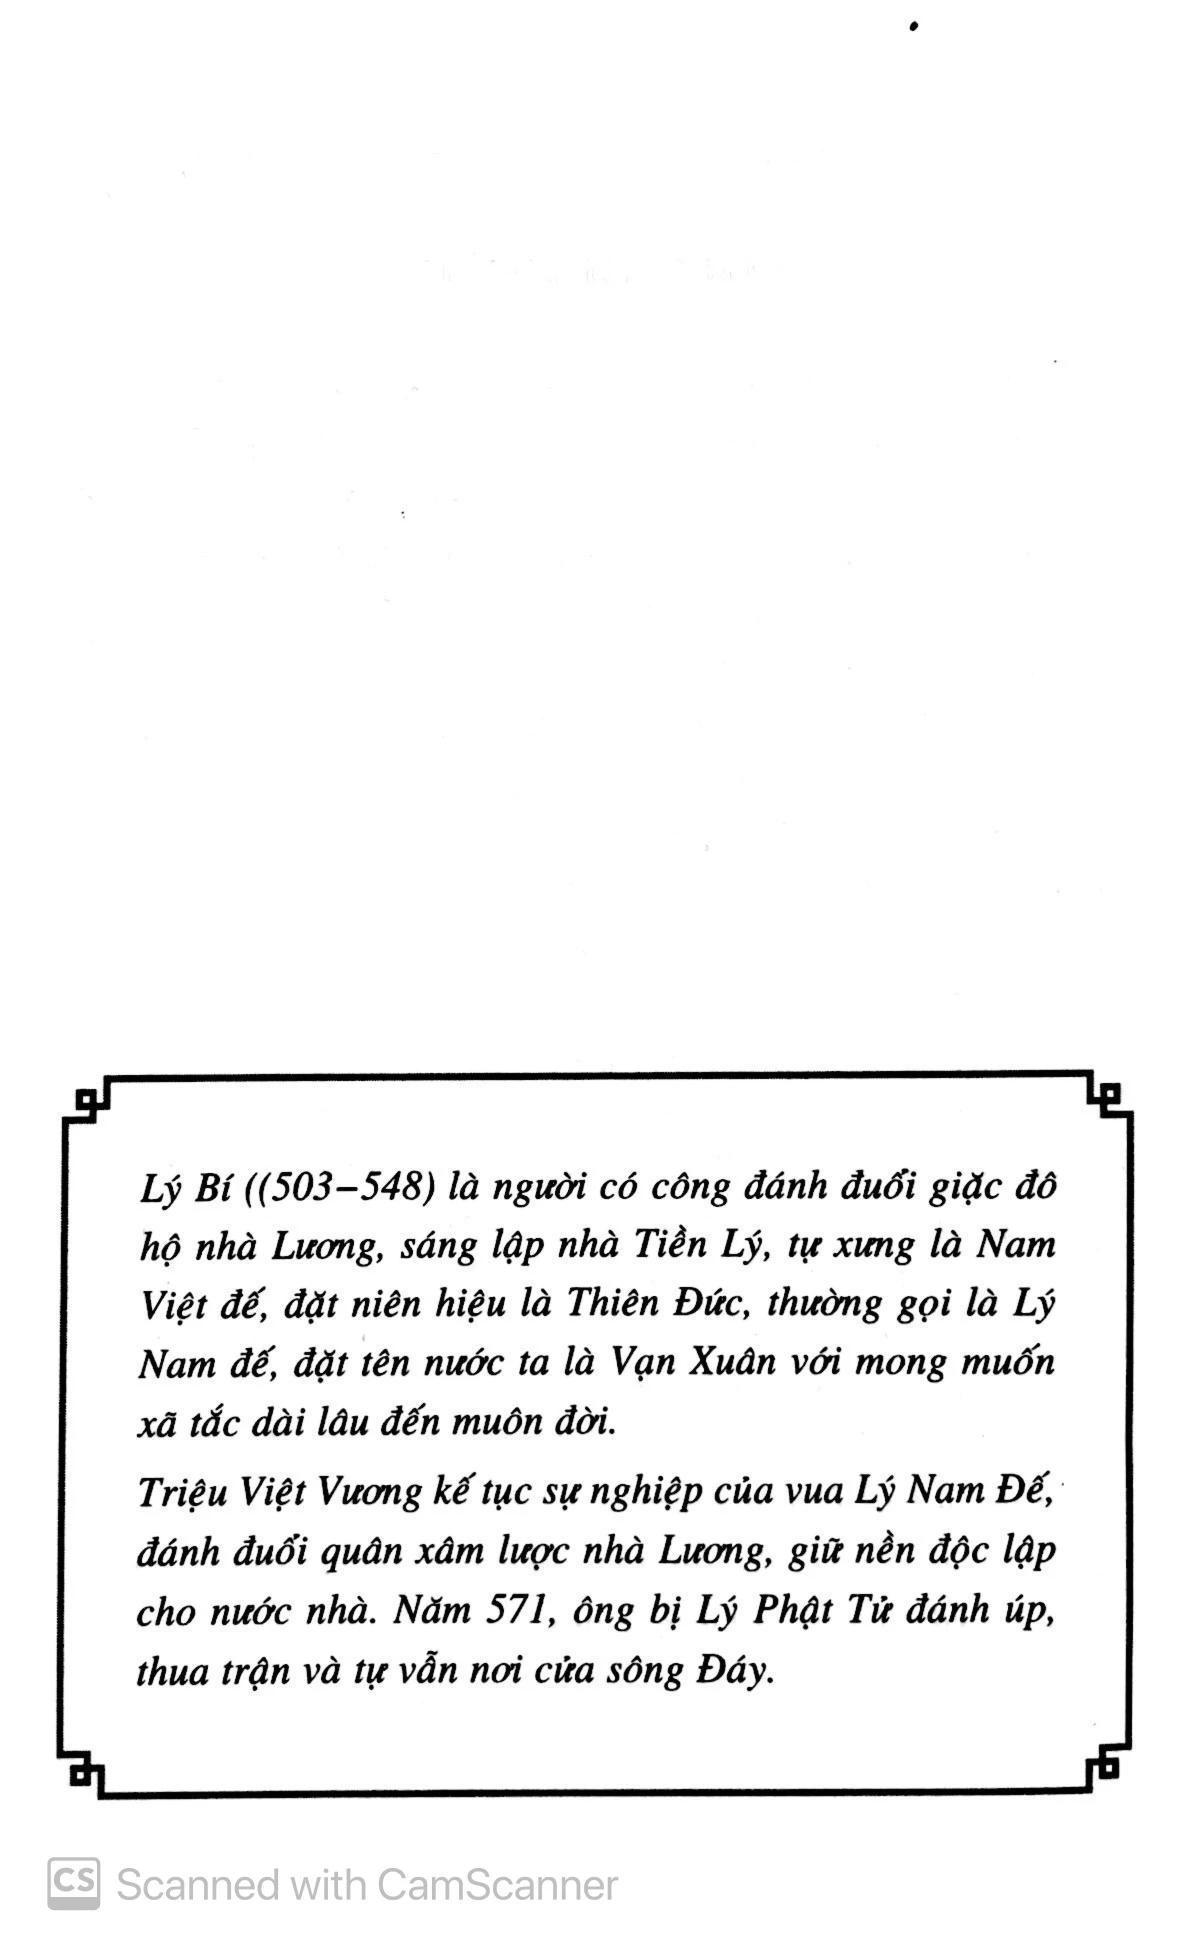 Lý Bí ((503–548) là người có công đánh đuổi giặc đô
hộ nhà Lương, sáng lập nhà Tiền Lý, tự xưng là Nam
Việt đế, đặt niên hiệu là Thiên Đức, thường gọi là Lý
Nam đế, đặt tên nước ta là Vạn Xuân với mong muốn
xã tắc dài lâu đến muôn đời.
Triệu Việt Vương kế tục sự nghiệp của vua Lý Nam Đế,
đánh đuổi quân xâm lược nhà Lương, giữ nền độc lập
cho nước nhà. Năm 571, ông bị Lý Phật Tử đánh úp,
thua trận và tự vẫn nơi cửa sông Đáy.
CS Scanned with CamScanner